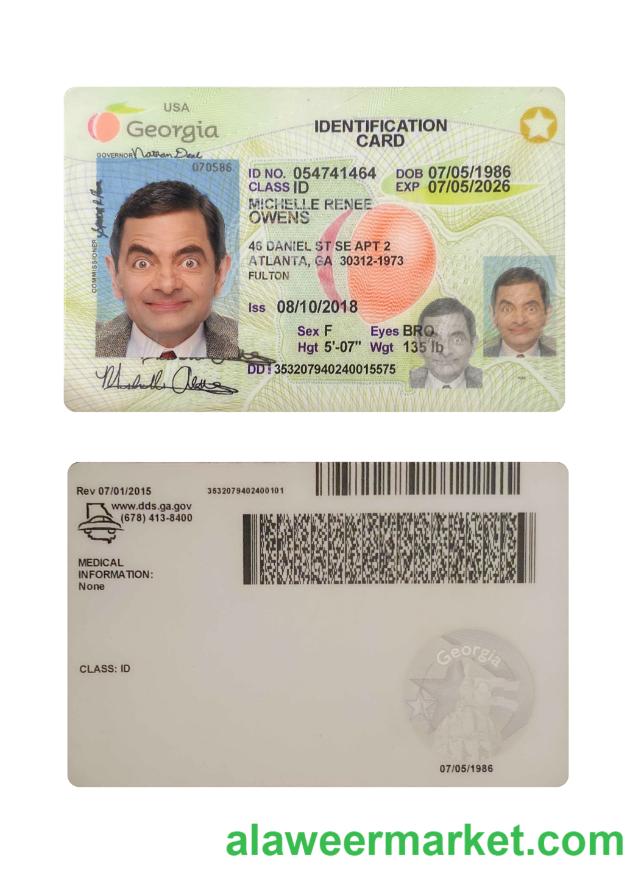 USA
Georgia
IDENTIFICATION
CARD
GOVERNOR Nathan Deal
070586
ID NO. 054741464 DOB 07/05/1986
CLASS ID EXP 07/05/2026
MICHELLE RENEE
OWENS
46 DANIEL ST SE APT 2
ATLANTA, GA 30312-1973
FULTON
COMMISSIONER
Iss 08/10/2018
Sex F Eyes BRO
Hgt 5'-07" Wgt 135 lb
DD 353207940240015575
Rev 07/01/2015 3532079402400101
www.dds.ga.gov
(678) 413-8400
MEDICAL
INFORMATION:
None
CLASS: ID
Georgia
07/05/1986
alaweermarket.com